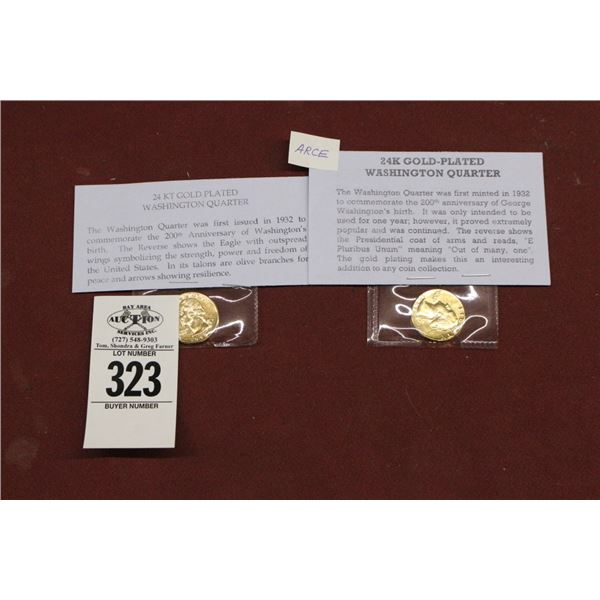 ARCE
24 KT GOLD PLATED
WASHINGTON QUARTER
The Washington Quarter was first issued in 1932 to
commemorate the 200th Anniversary of Washington's
birth. The Reverse shows the Eagle with outspread
wings symbolizing the strength, power and freedom of
the United States. In its talons are olive branches for
peace and arrows showing resilience.
24K GOLD-PLATED
WASHINGTON QUARTER
The Washington Quarter was first minted in 1932
to commemorate the 200th anniversary of George
Washington's birth. It was only intended to be
used for one year; however, it proved extremely
popular and was continued. The reverse shows
the Presidential coat of arms and reads, "E
Pluribus Unum" meaning "Out of many, one".
The gold plating makes this an interesting
addition to any coin collection.
BAY AREA
AUCTION
SERVICES INC.
(727) 548-9303
Tom, Shondra & Greg Farner
LOT NUMBER
323
BUYER NUMBER